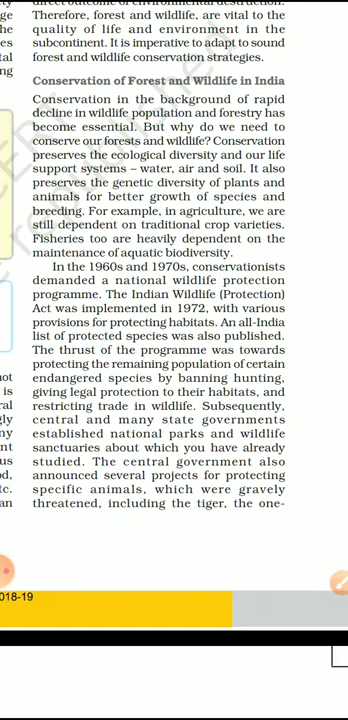 Therefore, forest and wildlife, are vital to the
quality of life and environment in the
subcontinent. It is imperative to adapt to sound
forest and wildlife conservation strategies.
Conservation of Forest and Wildlife in India
Conservation in the background of rapid
decline in wildlife population and forestry has
become essential. But why do we need to
conserve our forests and wildlife? Conservation
preserves the ecological diversity and our life
support systems – water, air and soil. It also
preserves the genetic diversity of plants and
animals for better growth of species and
breeding. For example, in agriculture, we are
still dependent on traditional crop varieties.
Fisheries too are heavily dependent on the
maintenance of aquatic biodiversity.
In the 1960s and 1970s, conservationists
demanded a national wildlife protection
programme. The Indian Wildlife (Protection)
Act was implemented in 1972, with various
provisions for protecting habitats. An all-India
list of protected species was also published.
The thrust of the programme was towards
protecting the remaining population of certain
endangered species by banning hunting,
giving legal protection to their habitats, and
restricting trade in wildlife. Subsequently,
central and many state governments
established national parks and wildlife
sanctuaries about which you have already
studied. The central government also
announced several projects for protecting
specific animals, which were gravely
threatened, including the tiger, the one-
018-19